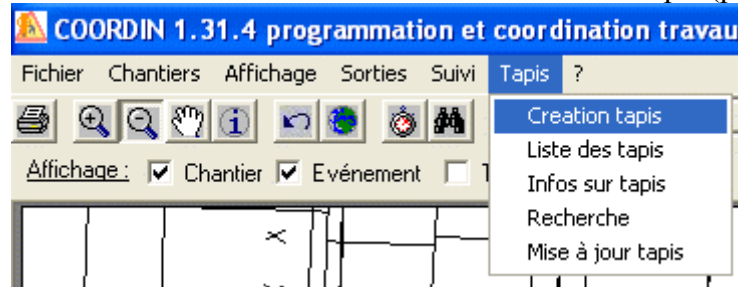 COORDIN 1.31.4 programmation et coordination
Fichier Chantiers Affichage Sorties Suivi Tapis ?
Creation tapis
Liste des tapis
Affichage : Chantier Evénement
Infos sur tapis
Recherche
Mise à jour tapis